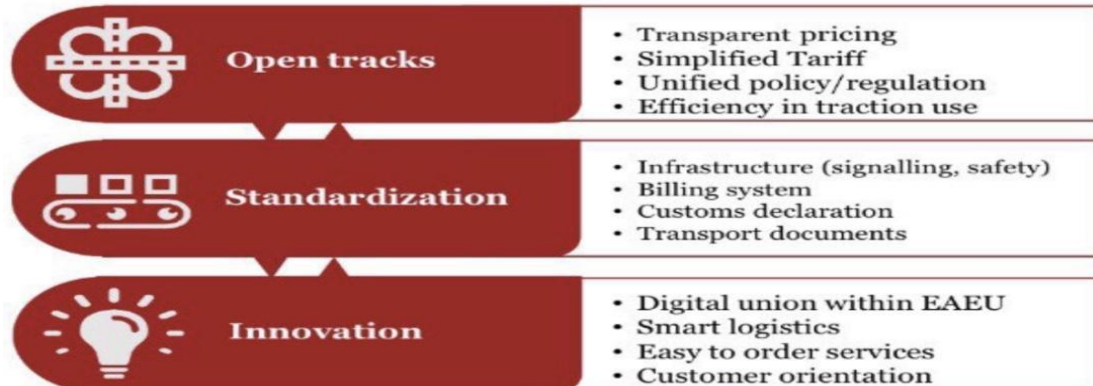 Open tracks
• Transparent pricing
• Simplified Tariff
• Unified policy/regulation
• Efficiency in traction use
Standardization
• Infrastructure (signalling, safety)
• Billing system
• Customs declaration
• Transport documents
Innovation
• Digital union within EAEU
• Smart logistics
• Easy to order services
• Customer orientation